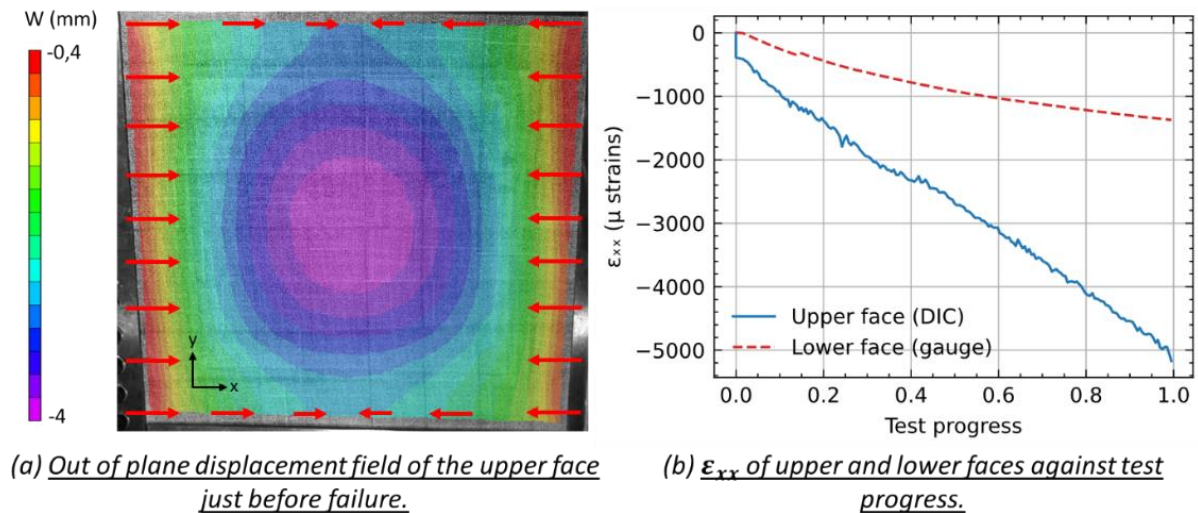 W (mm)
-0,4
-4
y
x
0
−1000
−2000
−3000
−4000
−5000
εxx (μ strains)
Upper face (DIC)
Lower face (gauge)
0.0 0.2 0.4 0.6 0.8 1.0
Test progress
(a) Out of plane displacement field of the upper face
just before failure.
(b) εxx of upper and lower faces against test
progress.